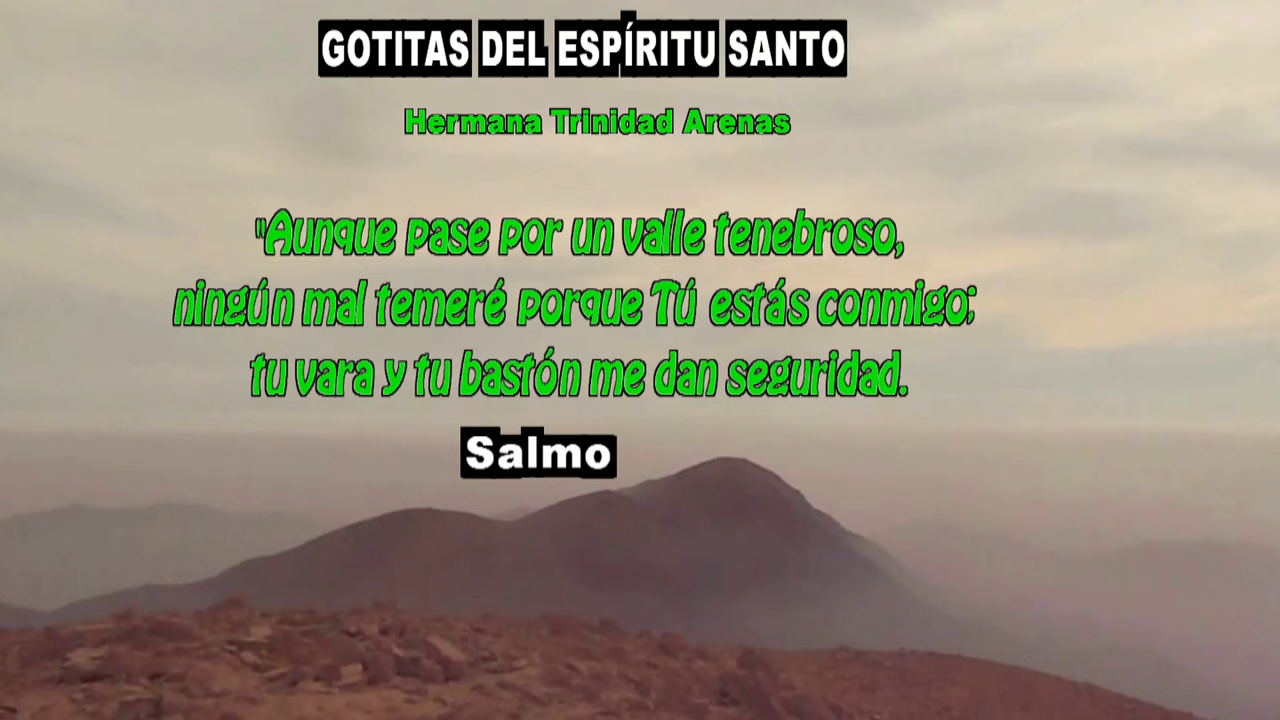 GOTITAS DEL ESPÍRITU SANTO
Hermana Trinidad Arenas
"Aunque pase por un valle tenebroso,
ningún mal temeré porque Tú estás conmigo;
tu vara y tu bastón me dan seguridad.
Salmo